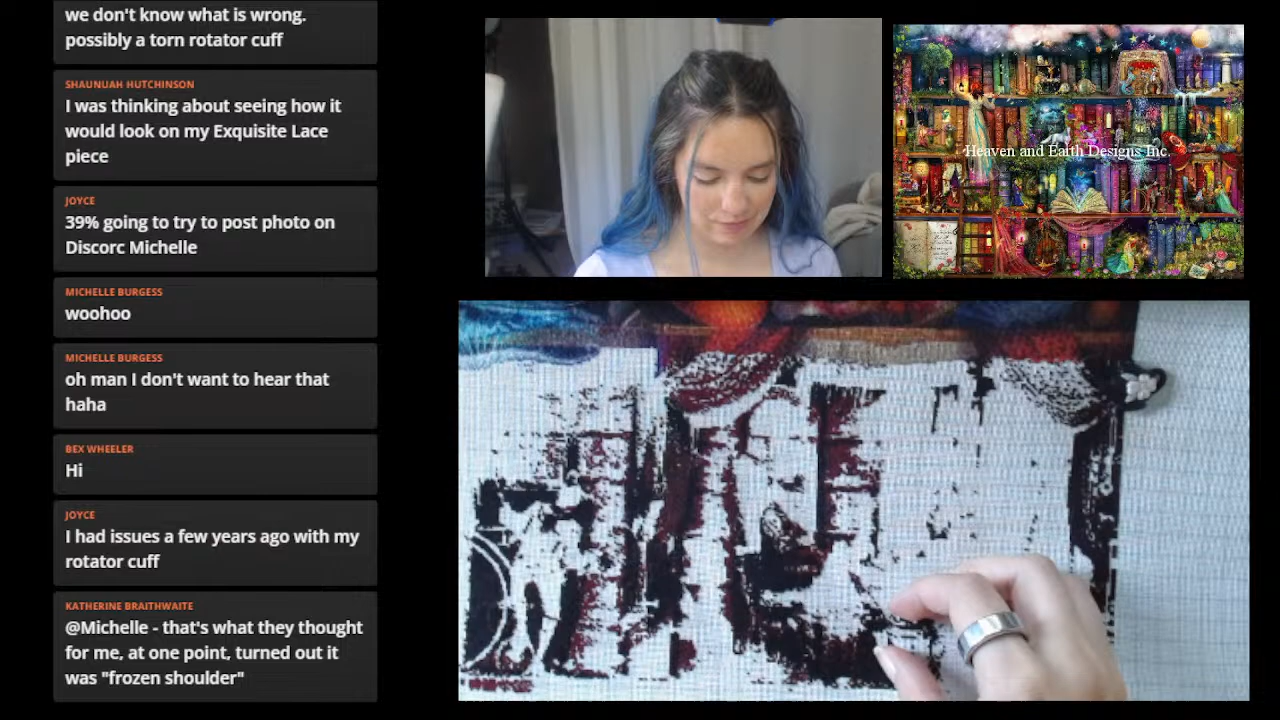 we don't know what is wrong.
possibly a torn rotator cuff
SHAUNUAH HUTCHINSON
I was thinking about seeing how it
would look on my Exquisite Lace
piece
JOYCE
39% going to try to post photo on
Discorc Michelle
MICHELLE BURGESS
woohoo
MICHELLE BURGESS
oh man I don't want to hear that
haha
BEX WHEELER
Hi
JOYCE
I had issues a few years ago with my
rotator cuff
KATHERINE BRAITHWAITE
@Michelle - that's what they thought
for me, at one point, turned out it
was "frozen shoulder"
Heaven and Earth Designs Inc.